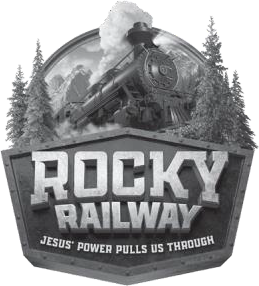 ROCKY
RAILWAY
JESUS' POWER PULLS US THROUGH